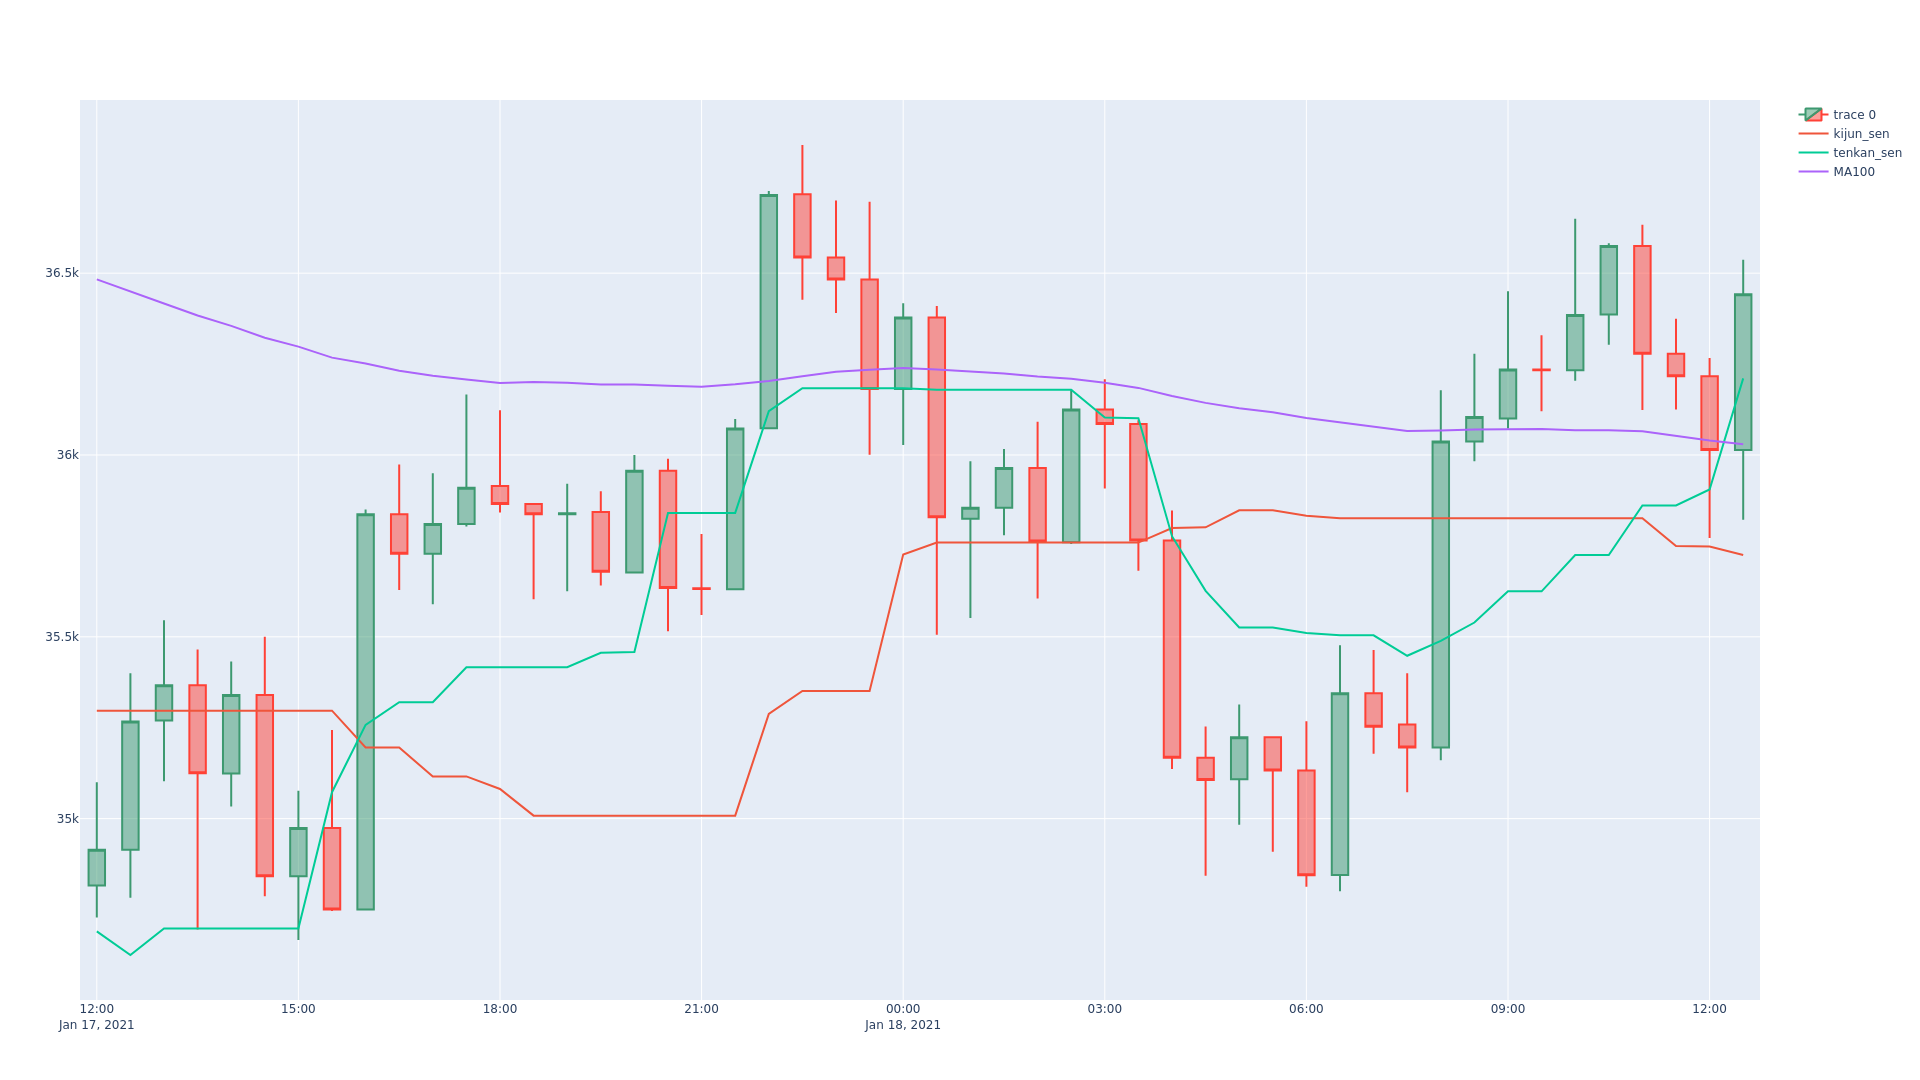 trace 0
kijun_sen
tenkan_sen
MA100
36.5k
36k
35.5k
35k
12:00 15:00 18:00 21:00 00:00 03:00 06:00 09:00 12:00
Jan 17, 2021 Jan 18, 2021